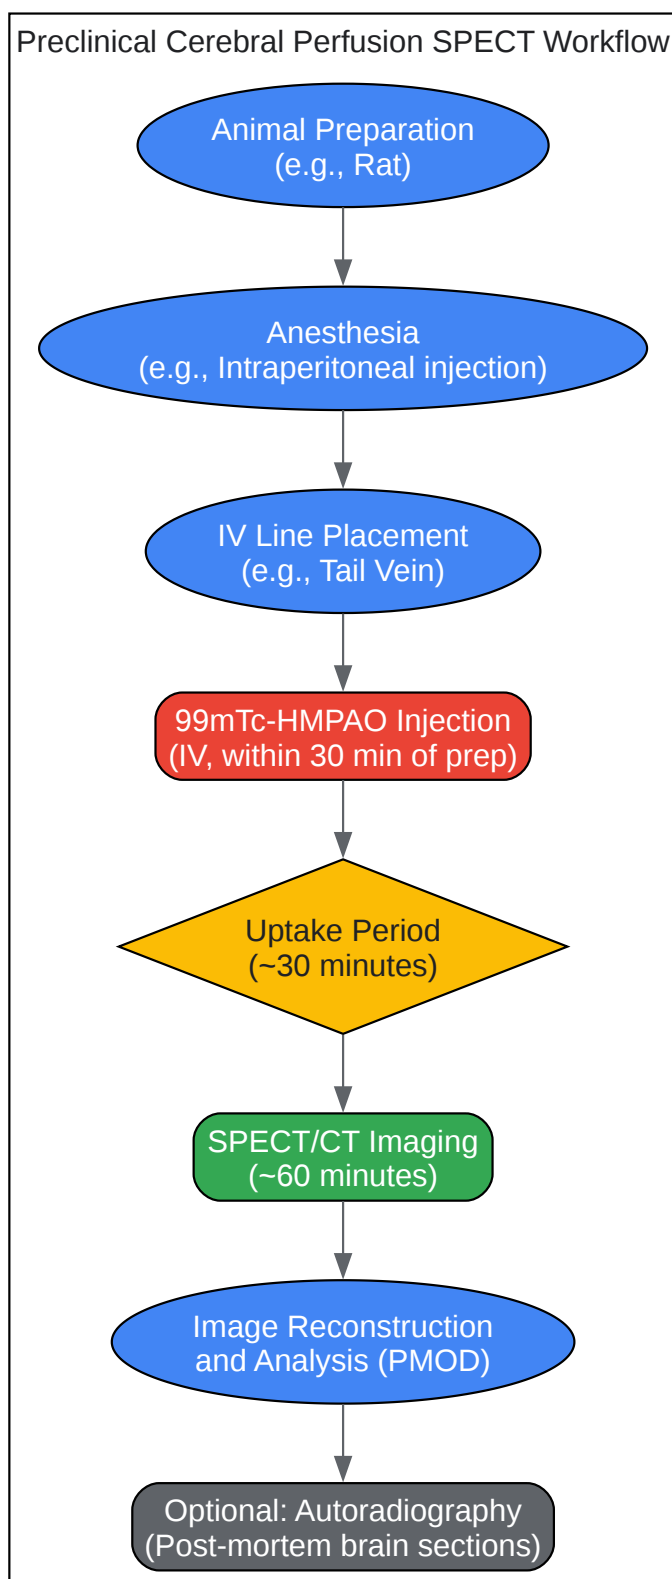 Preclinical Cerebral Perfusion SPECT Workflow
Animal Preparation
(e.g., Rat)
Anesthesia
(e.g., Intraperitoneal injection)
IV Line Placement
(e.g., Tail Vein)
99mTc-HMPAO Injection
(IV, within 30 min of prep)
Uptake Period
(~30 minutes)
SPECT/CT Imaging
(~60 minutes)
Image Reconstruction
and Analysis (PMOD)
Optional: Autoradiography
(Post-mortem brain sections)